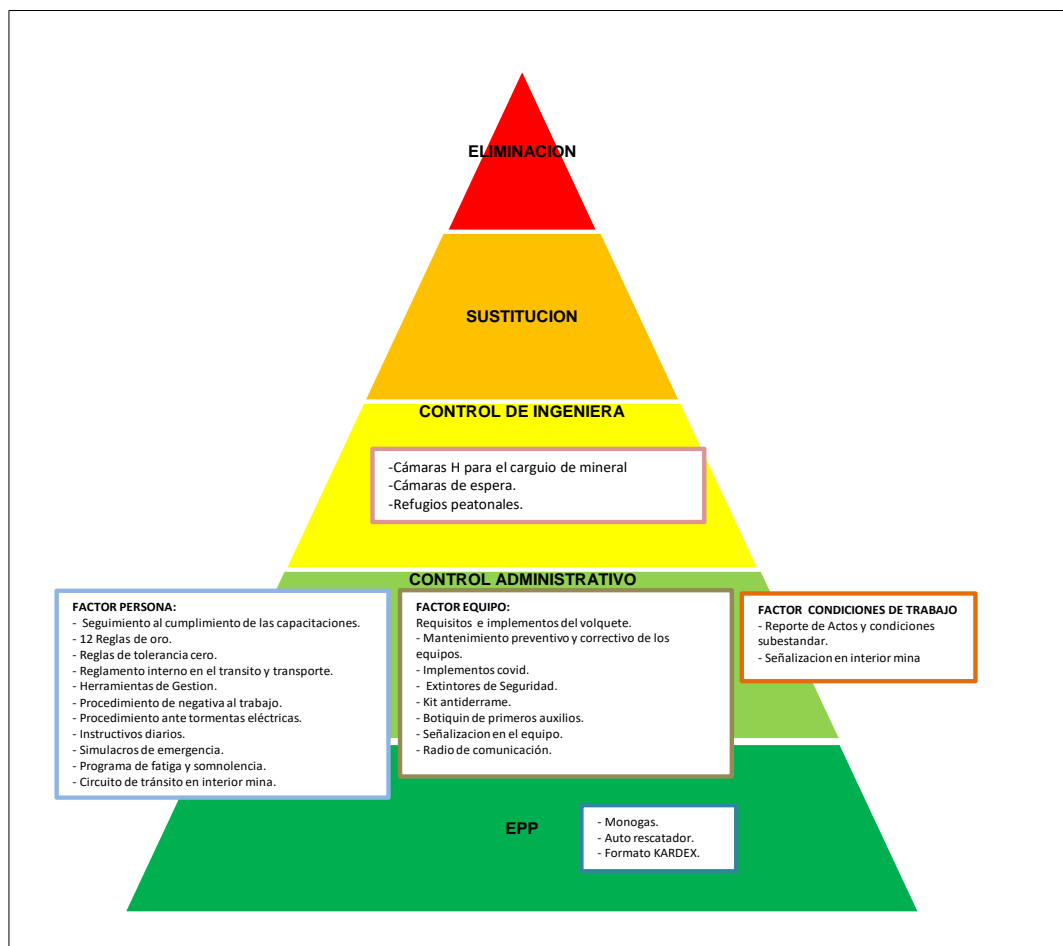 ELIMINACION
SUSTITUCION
CONTROL DE INGENIERA
-Cámaras H para el carguio de mineral
-Cámaras de espera.
-Refugios peatonales.
CONTROL ADMINISTRATIVO
FACTOR PERSONA:
- Seguimiento al cumplimiento de las capacitaciones.
- 12 Reglas de oro.
- Reglas de tolerancia cero.
- Reglamento interno en el transito y transporte.
- Herramientas de Gestion.
- Procedimiento de negativa al trabajo.
- Procedimiento ante tormentas eléctricas.
- Instructivos diarios.
- Simulacros de emergencia.
- Programa de fatiga y somnolencia.
- Circuito de tránsito en interior mina.
FACTOR EQUIPO:
Requisitos e implementos del volquete.
- Mantenimiento preventivo y correctivo de los
equipos.
- Implementos covid.
- Extintores de Seguridad.
- Kit antiderrame.
- Botiquin de primeros auxilios.
- Señalizacion en el equipo.
- Radio de comunicación.
FACTOR CONDICIONES DE TRABAJO
- Reporte de Actos y condiciones
subestandar.
- Señalizacion en interior mina
EPP
- Monogas.
- Auto rescatador.
- Formato KARDEX.